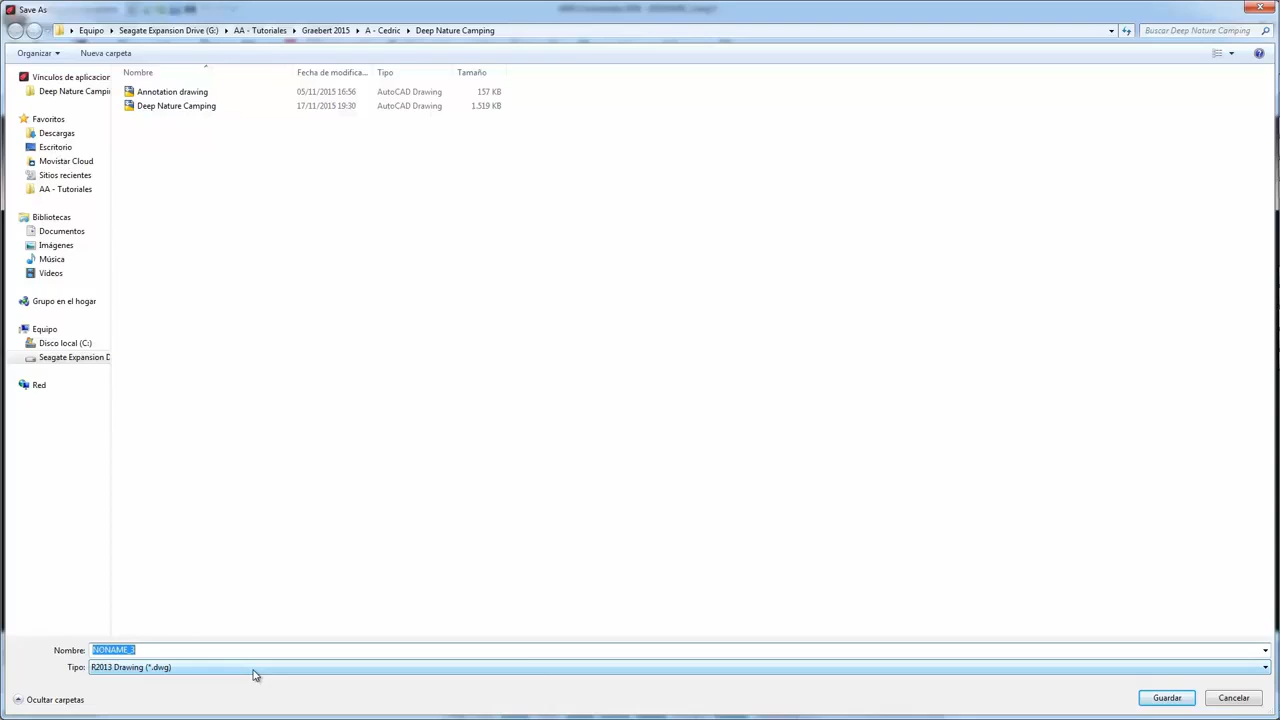 Save As
Equipo Seagate Expansion Drive (G:) AA - Tutoriales Graebert 2015 A - Cedric Deep Nature Camping Buscar Deep Nature Camping
Organizar Nueva carpeta
Nombre Fecha de modifica... Tipo Tamaño
Vínculos de aplicacion
Annotation drawing 05/11/2015 16:56 AutoCAD Drawing 157 KB
Deep Nature Campin
Deep Nature Camping 17/11/2015 19:30 AutoCAD Drawing 1.519 KB
Favoritos
Descargas
Escritorio
Movistar Cloud
Sitios recientes
AA - Tutoriales
Bibliotecas
Documentos
Imágenes
Música
Vídeos
Grupo en el hogar
Equipo
Disco local (C:)
Seagate Expansion D
Red
Nombre: NONAME_3
Tipo: R2013 Drawing (*.dwg)
Ocultar carpetas Guardar Cancelar